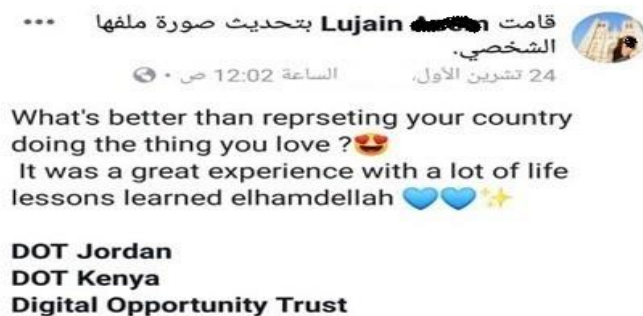 قامت Lujain بتحديث صورة ملفها
الشخصي.
24 تشرين الأول، الساعة 12:02 ص ·
What's better than reprseting your country
doing the thing you love ?😍
It was a great experience with a lot of life
lessons learned elhamdellah 💙💙✨
DOT Jordan
DOT Kenya
Digital Opportunity Trust